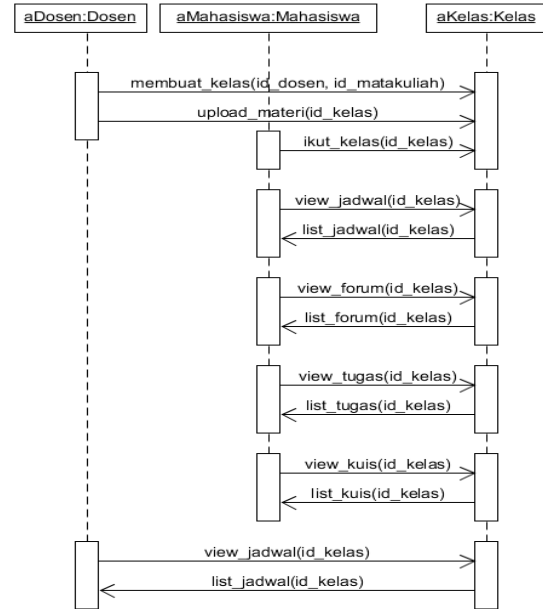 aDosen:Dosen
aMahasiswa:Mahasiswa
aKelas:Kelas
membuat_kelas(id_dosen, id_matakuliah)
upload_materi(id_kelas)
ikut_kelas(id_kelas)
view_jadwal(id_kelas)
list_jadwal(id_kelas)
view_forum(id_kelas)
list_forum(id_kelas)
view_tugas(id_kelas)
list_tugas(id_kelas)
view_kuis(id_kelas)
list_kuis(id_kelas)
view_jadwal(id_kelas)
list_jadwal(id_kelas)